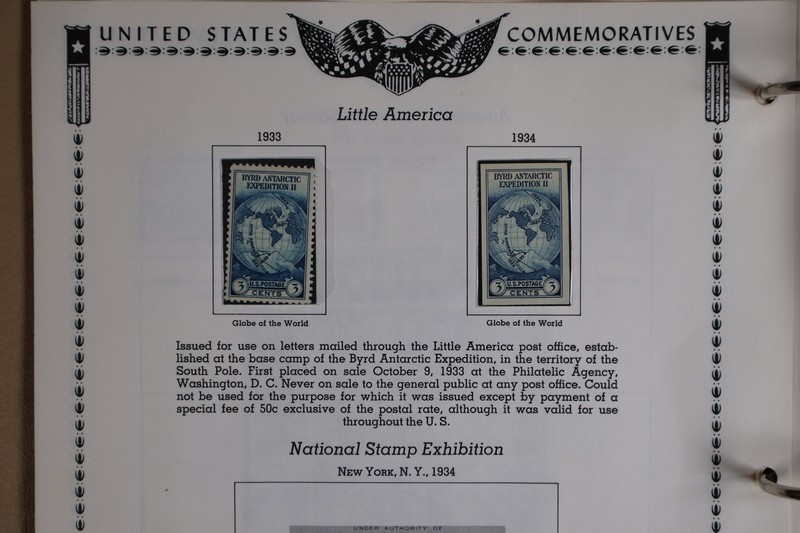 UNITED STATES COMMEMORATIVES
Little America
1933
BYRD ANTARCTIC
EXPEDITION II
U.S. POSTAGE
3 CENTS 3
Globe of the World
1934
BYRD ANTARCTIC
EXPEDITION II
U.S. POSTAGE
3 CENTS 3
Globe of the World
Issued for use on letters mailed through the Little America post office, estab-
lished at the base camp of the Byrd Antarctic Expedition, in the territory of the
South Pole. First placed on sale October 9, 1933 at the Philatelic Agency,
Washington, D. C. Never on sale to the general public at any post office. Could
not be used for the purpose for which it was issued except by payment of a
special fee of 50c exclusive of the postal rate, although it was valid for use
throughout the U. S.
National Stamp Exhibition
NEW YORK, N. Y., 1934
UNDER AUTHORITY OF